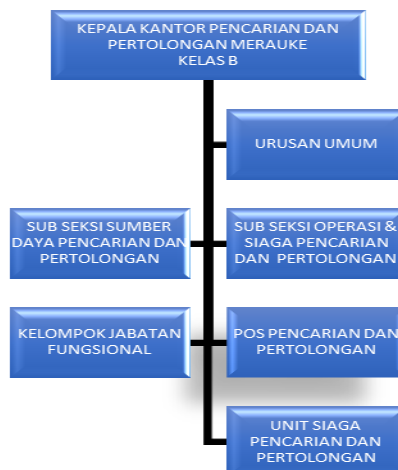 KEPALA KANTOR PENCARIAN DAN
PERTOLONGAN MERAUKE
KELAS B
URUSAN UMUM
SUB SEKSI SUMBER
DAYA PENCARIAN DAN
PERTOLONGAN
SUB SEKSI OPERASI &
SIAGA PENCARIAN
DAN PERTOLONGAN
KELOMPOK JABATAN
FUNGSIONAL
POS PENCARIAN DAN
PERTOLONGAN
UNIT SIAGA
PENCARIAN DAN
PERTOLONGAN